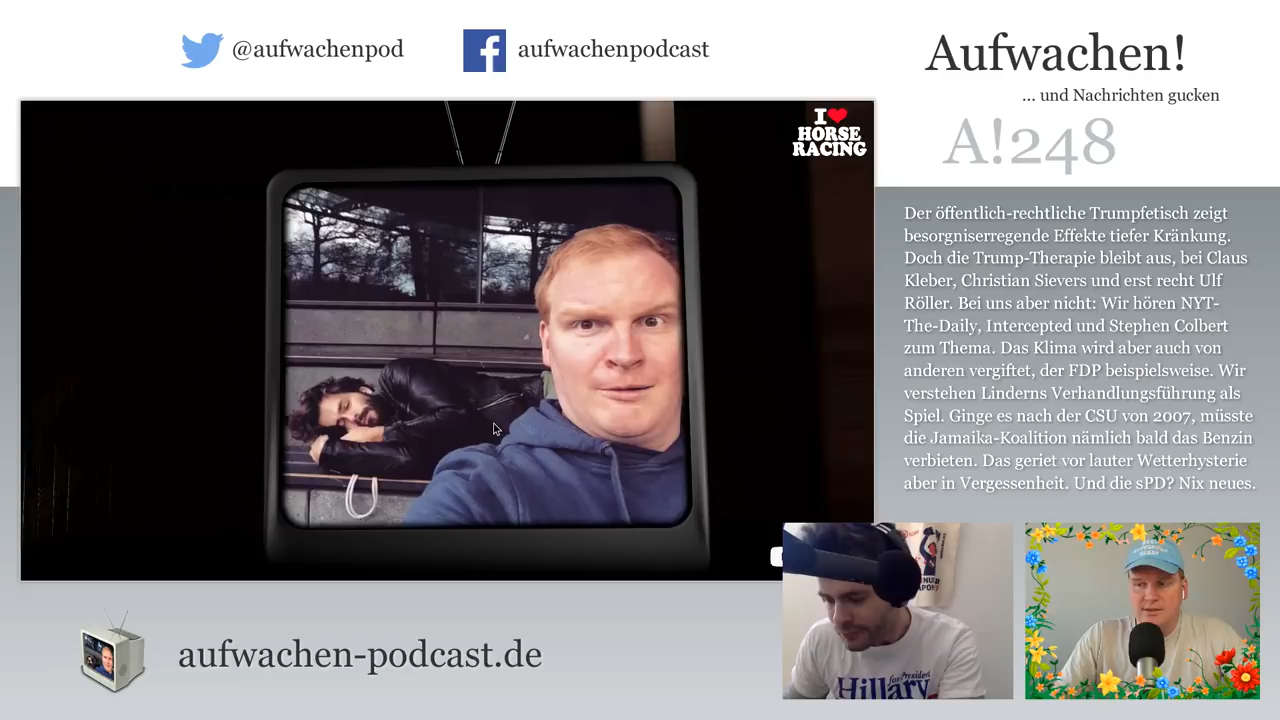 @aufwachenpod
aufwachenpodcast
Aufwachen!
... und Nachrichten gucken
A!248
I
HORSE
RACING
Der öffentlich-rechtliche Trumpfetisch zeigt
besorgniserregende Effekte tiefer Kränkung.
Doch die Trump-Therapie bleibt aus, bei Claus
Kleber, Christian Sievers und erst recht Ulf
Röller. Bei uns aber nicht: Wir hören NYT-
The-Daily, Intercepted und Stephen Colbert
zum Thema. Das Klima wird aber auch von
anderen vergiftet, der FDP beispielsweise. Wir
verstehen Linderns Verhandlungsführung als
Spiel. Ginge es nach der CSU von 2007, müsste
die Jamaika-Koalition nämlich bald das Benzin
verbieten. Das geriet vor lauter Wetterhysterie
aber in Vergessenheit. Und die sPD? Nix neues.
for President
Hillary
aufwachen-podcast.de